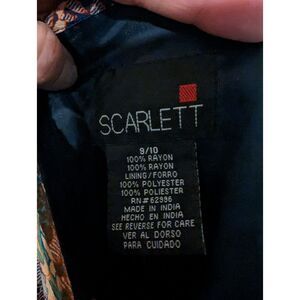 SCARLETT
9/10
100% RAYON
100% RAYON
LINING/FORRO
100% POLYESTER
100% POLIESTER
RN#62996
MADE IN INDIA
HECHO EN INDIA
SEE REVERSE FOR CARE
VER AL DORSO
PARA CUIDADO